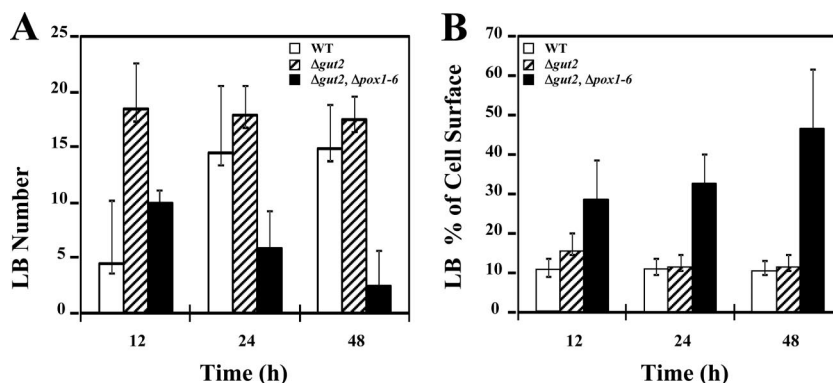 A
LB Number
25
20
15
10
5
0
WT
Δgut2
Δgut2, Δpox1-6
12 24 48
Time (h)
B
LB % of Cell Surface
70
60
50
40
30
20
10
0
WT
Δgut2
Δgut2, Δpox1-6
12 24 48
Time (h)